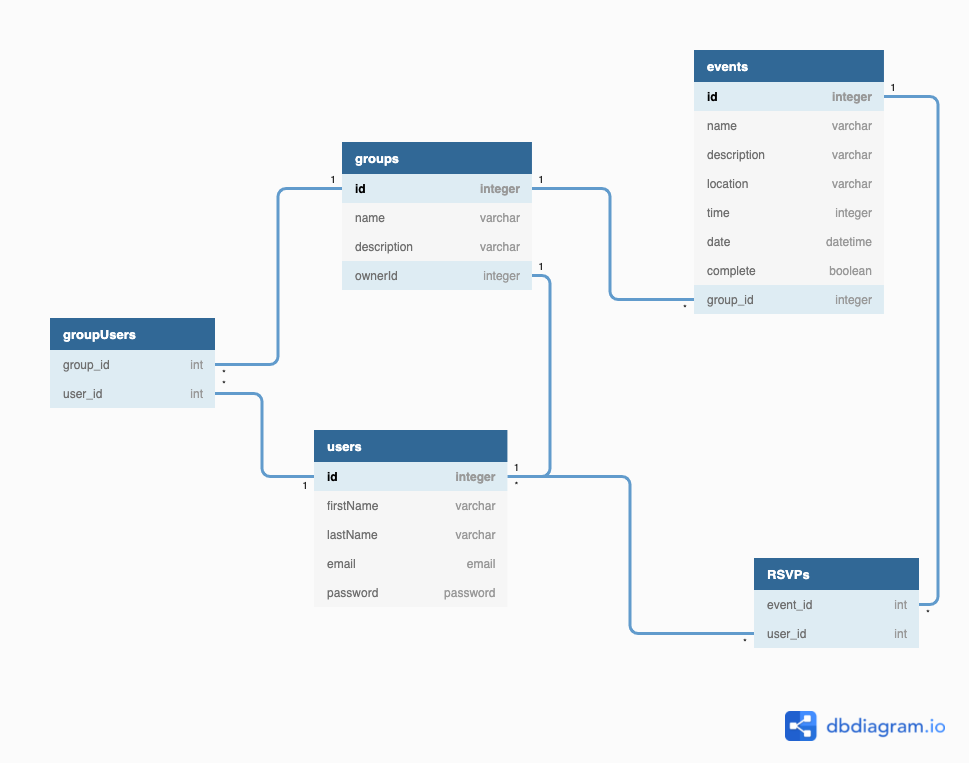 events
id integer
name varchar
description varchar
location varchar
time integer
date datetime
complete boolean
group_id integer
1
*
groups
id integer
name varchar
description varchar
ownerId integer
1
1
1
groupUsers
group_id int
user_id int
*
*
users
id integer
firstName varchar
lastName varchar
email email
password password
1
1
*
RSVPs
event_id int
user_id int
*
*
dbdiagram.io